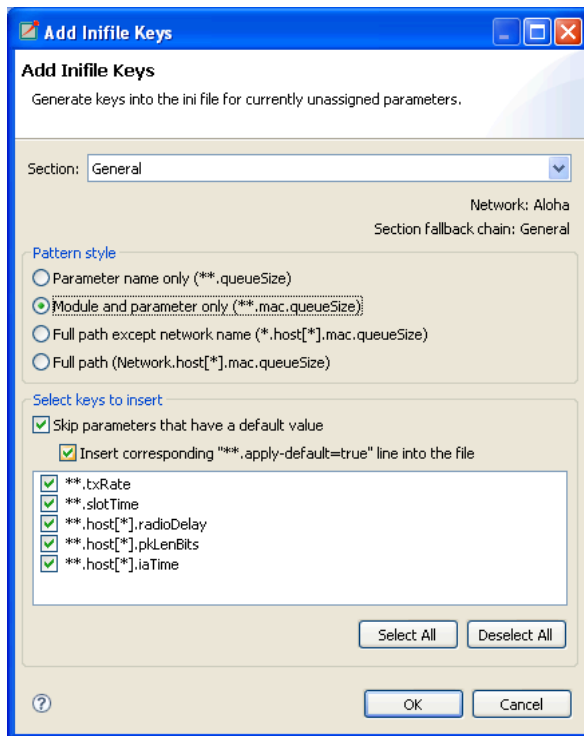 Add Inifile Keys
Add Inifile Keys
Generate keys into the ini file for currently unassigned parameters.
Section: General
Network: Aloha
Section fallback chain: General
Pattern style
Parameter name only (**.queueSize)
Module and parameter only (**.mac.queueSize)
Full path except network name (*.host[*].mac.queueSize)
Full path (Network.host[*].mac.queueSize)
Select keys to insert
Skip parameters that have a default value
Insert corresponding "**.apply-default=true" line into the file
**.txRate
**.slotTime
**.host[*].radioDelay
**.host[*].pkLenBits
**.host[*].iaTime
Select All Deselect All
? OK Cancel